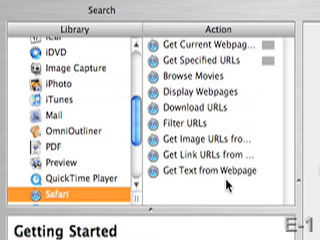 Search
Library
Action
iCal
iDVD
Image Capture
iPhoto
iTunes
Mail
OmniOutliner
PDF
Preview
QuickTime Player
Safari
Get Current Webpag...
Get Specified URLs
Browse Movies
Display Webpages
Download URLs
Filter URLs
Get Image URLs fro...
Get Link URLs from ...
Get Text from Webpage
Getting Started
E-1